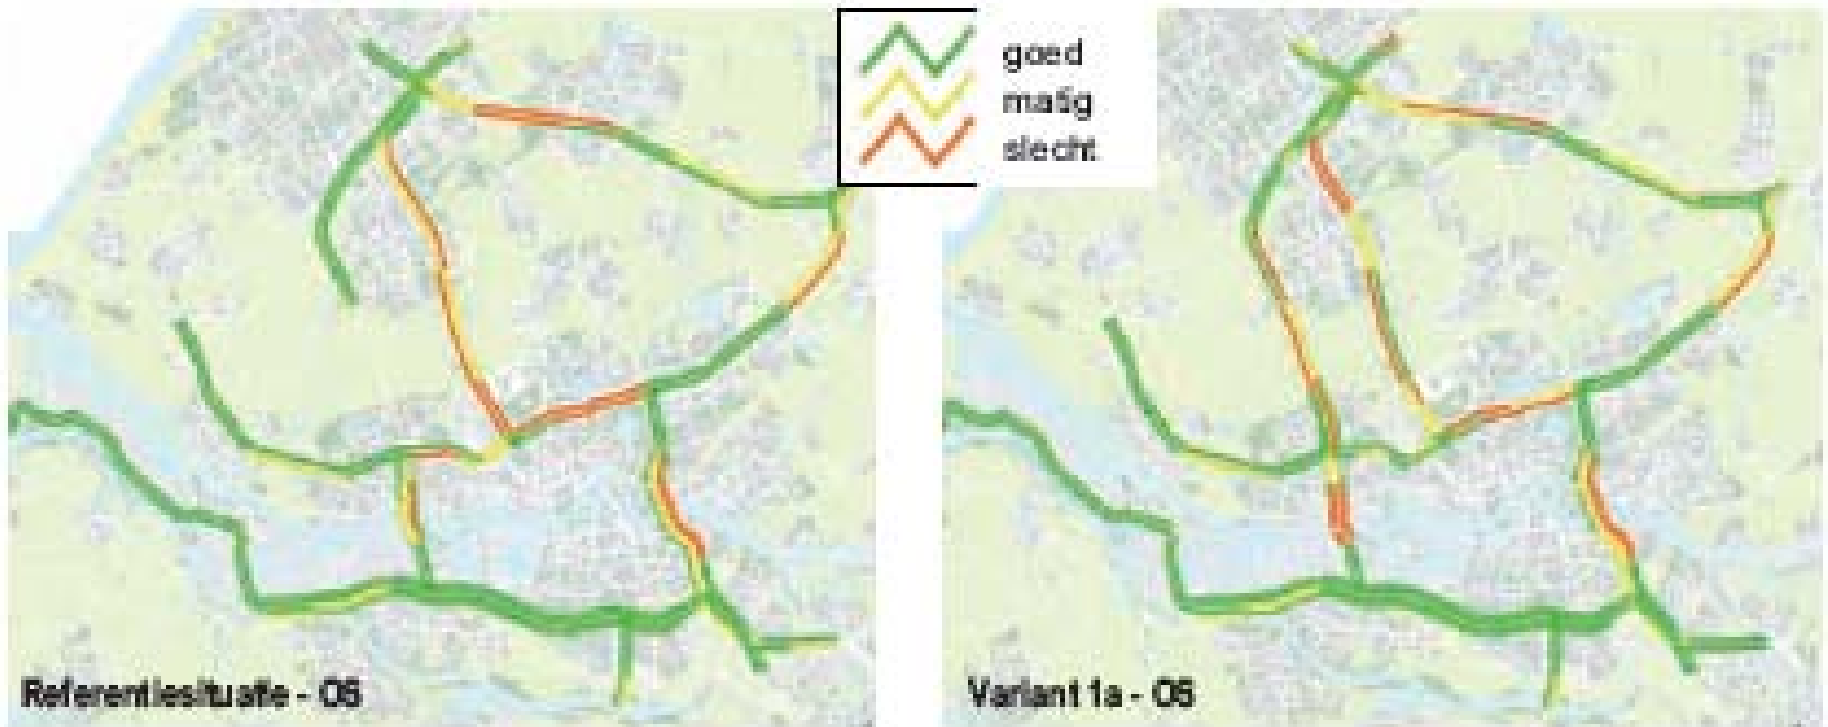 goed
matig
slecht
Referentiesituatie - OS
Variant 1a - OS